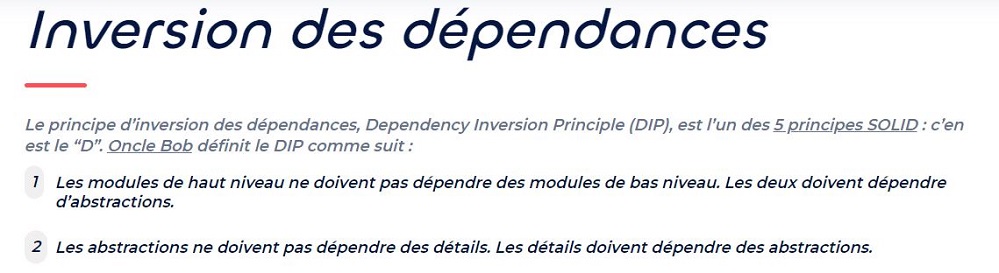 Inversion des dépendances
Le principe d’inversion des dépendances, Dependency Inversion Principle (DIP), est l’un des 5 principes SOLID : c’en
est le “D”. Oncle Bob définit le DIP comme suit :
1 Les modules de haut niveau ne doivent pas dépendre des modules de bas niveau. Les deux doivent dépendre
d’abstractions.
2 Les abstractions ne doivent pas dépendre des détails. Les détails doivent dépendre des abstractions.